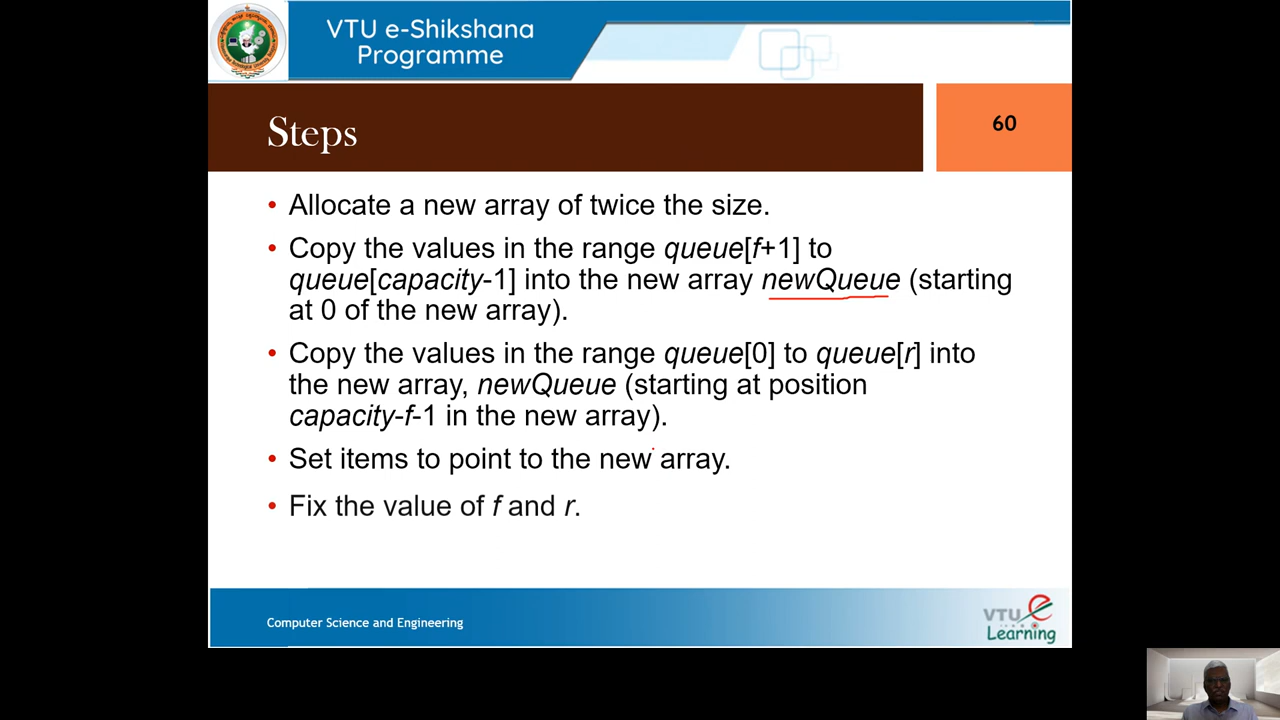 VTU e-Shikshana
Programme
Steps
60
• Allocate a new array of twice the size.
• Copy the values in the range queue[f+1] to
queue[capacity-1] into the new array newQueue (starting
at 0 of the new array).
• Copy the values in the range queue[0] to queue[r] into
the new array, newQueue (starting at position
capacity-f-1 in the new array).
• Set items to point to the new array.
• Fix the value of f and r.
Computer Science and Engineering
VTU e
Learning